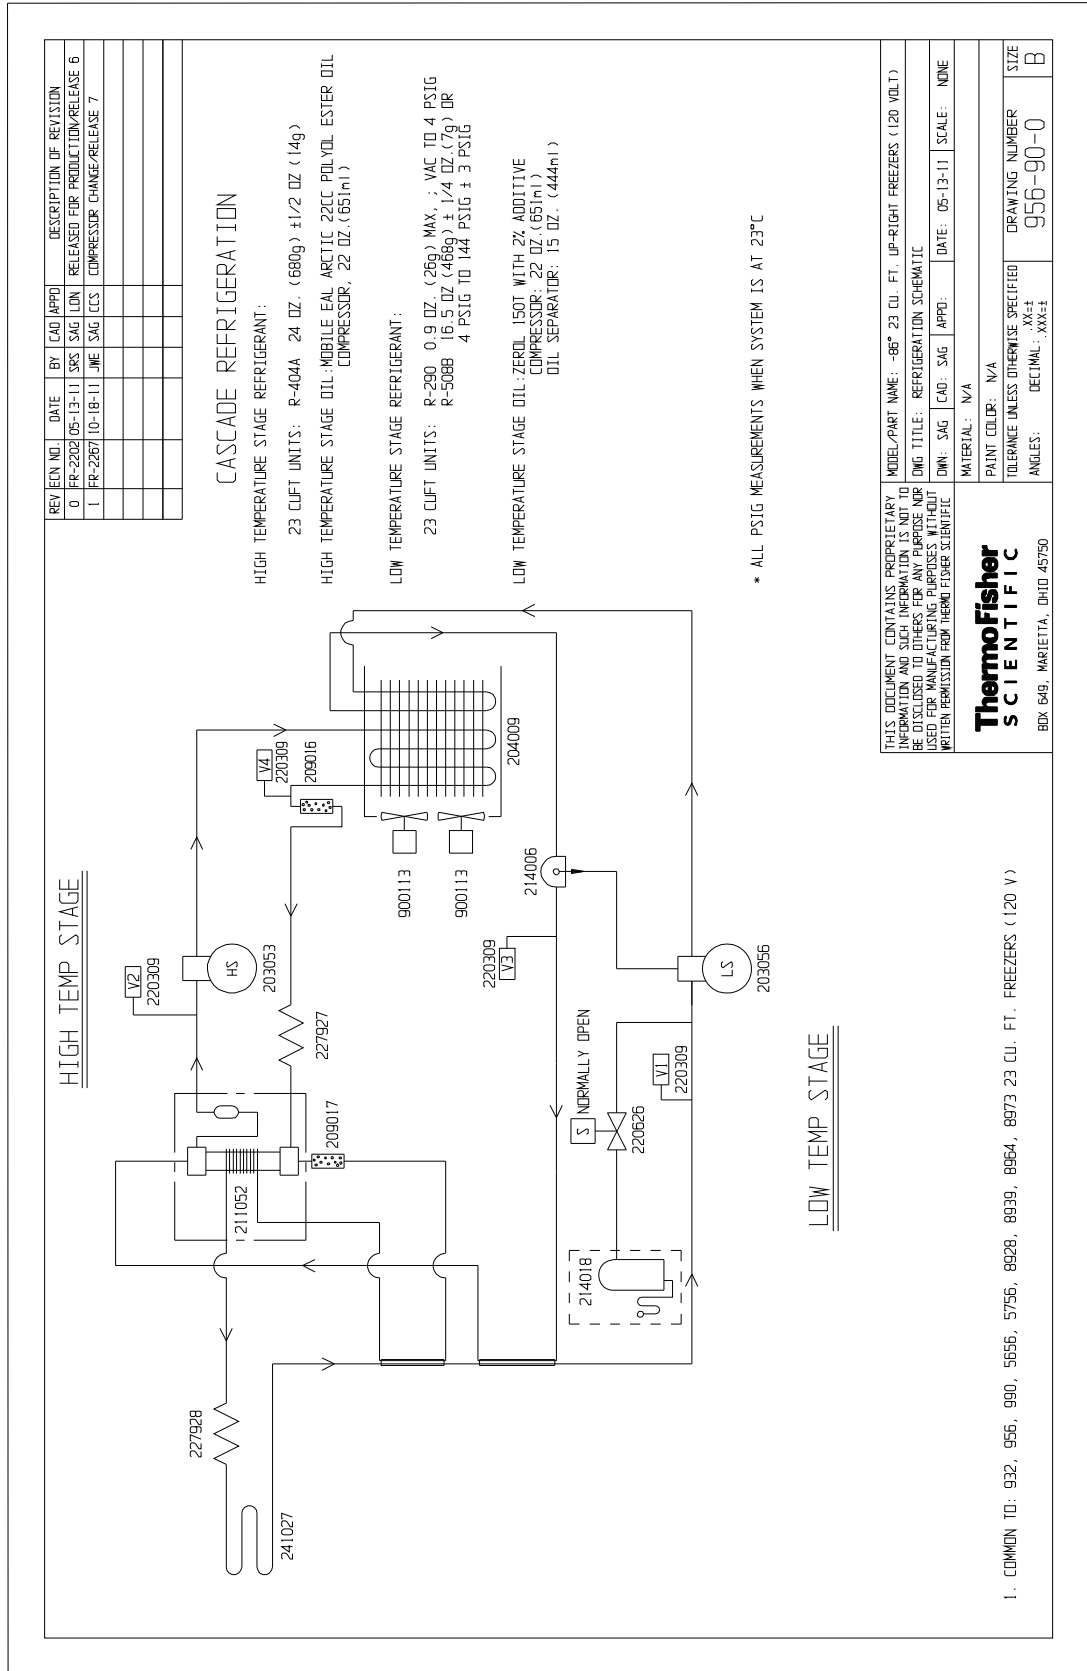 REV ECN NO. DATE BY CAD APPD DESCRIPTION OF REVISION
0 FR-2202 05-13-11 SRS SAG LDN RELEASED FOR PRODUCTION/RELEASE 6
1 FR-2267 10-18-11 JWE SAG CCS COMPRESSOR CHANGE/RELEASE 7
CASCADE REFRIGERATION
HIGH TEMPERATURE STAGE REFRIGERANT:
23 CUFT UNITS: R-404A 24 OZ. (680g) ±1/2 OZ (14g)
HIGH TEMPERATURE STAGE OIL:MOBILE EAL ARCTIC 22CC POLYOL ESTER OIL
COMPRESSOR, 22 OZ.(651ml)
LOW TEMPERATURE STAGE REFRIGERANT:
23 CUFT UNITS: R-290 0.9 OZ. (26g) MAX, ; VAC TO 4 PSIG
R-508B 16.5 OZ (468g) ± 1/4 OZ.(7g) OR
4 PSIG TO 144 PSIG ± 3 PSIG
LOW TEMPERATURE STAGE OIL:ZEROL 150T WITH 2% ADDITIVE
COMPRESSOR: 22 OZ.(651ml)
OIL SEPARATOR: 15 OZ. (444ml)
* ALL PSIG MEASUREMENTS WHEN SYSTEM IS AT 23°C
HIGH TEMP STAGE
227928
241027
211052
209017
V2
220309
HS
203053
227927
V4
220309
209016
900113
900113
204009
214006
V3
220309
S NORMALLY OPEN
220626
214018
V1
220309
LS
203056
LOW TEMP STAGE
1. COMMON TO: 932, 956, 990, 5656, 5756, 8928, 8939, 8964, 8973 23 CU. FT. FREEZERS (120 V)
THIS DOCUMENT CONTAINS PROPRIETARY
INFORMATION AND SUCH INFORMATION IS NOT TO
BE DISCLOSED TO OTHERS FOR ANY PURPOSE NOR
USED FOR MANUFACTURING PURPOSES WITHOUT
WRITTEN PERMISSION FROM THERMO FISHER SCIENTIFIC
ThermoFisher
SCIENTIFIC
BOX 649, MARIETTA, OHIO 45750
MODEL/PART NAME: -86° 23 CU. FT. UP-RIGHT FREEZERS (120 VOLT)
DWG TITLE: REFRIGERATION SCHEMATIC
DWN: SAG CAD: SAG APPD: DATE: 05-13-11 SCALE: NONE
MATERIAL: N/A
PAINT COLOR: N/A
TOLERANCE UNLESS OTHERWISE SPECIFIED
ANGLES: DECIMAL: .XX=±
.XXX=±
DRAWING NUMBER
956-90-0
SIZE
B